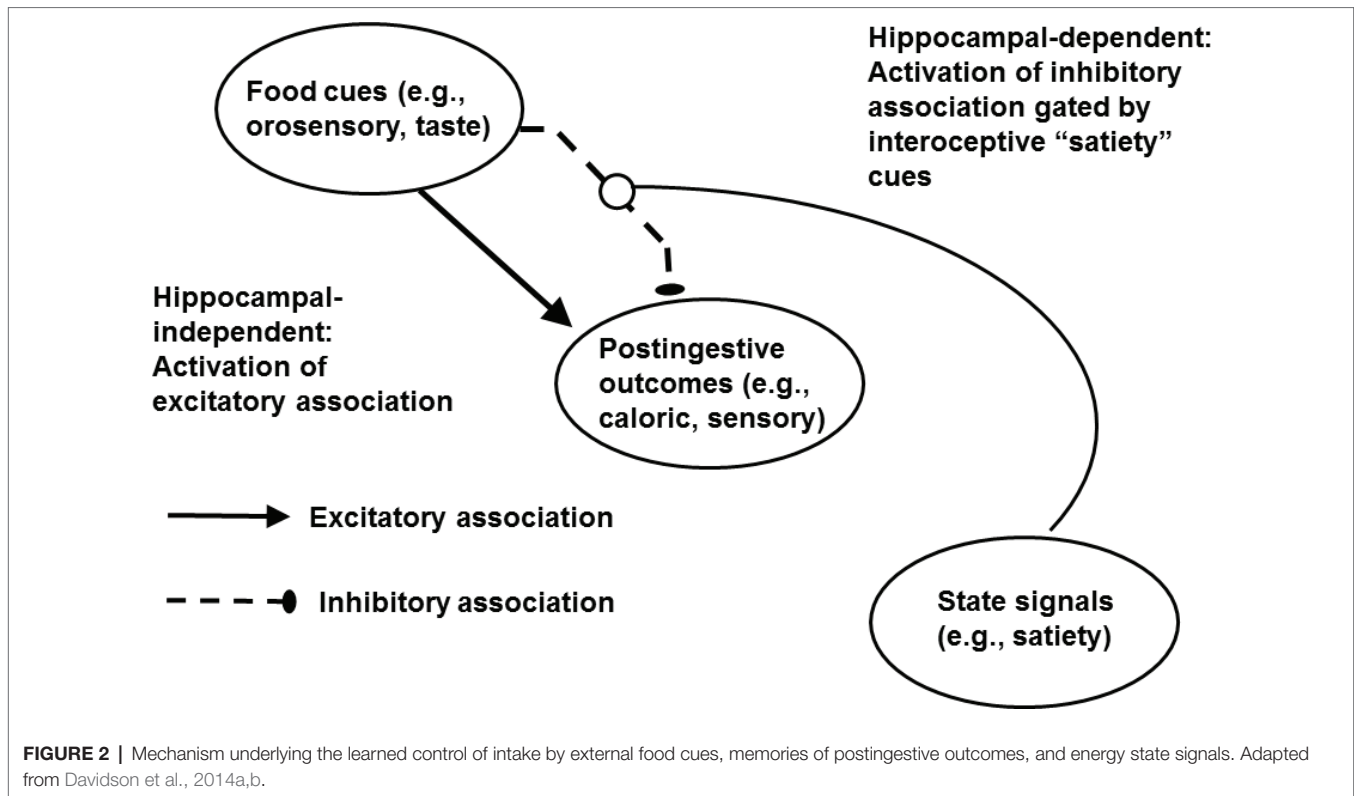 Food cues (e.g.,
orosensory, taste)
Hippocampal-dependent:
Activation of inhibitory
association gated by
interoceptive “satiety”
cues
Hippocampal-
independent:
Activation of
excitatory association
Postingestive
outcomes (e.g.,
caloric, sensory)
Excitatory association
Inhibitory association
State signals
(e.g., satiety)
FIGURE 2 | Mechanism underlying the learned control of intake by external food cues, memories of postingestive outcomes, and energy state signals. Adapted
from Davidson et al., 2014a,b.